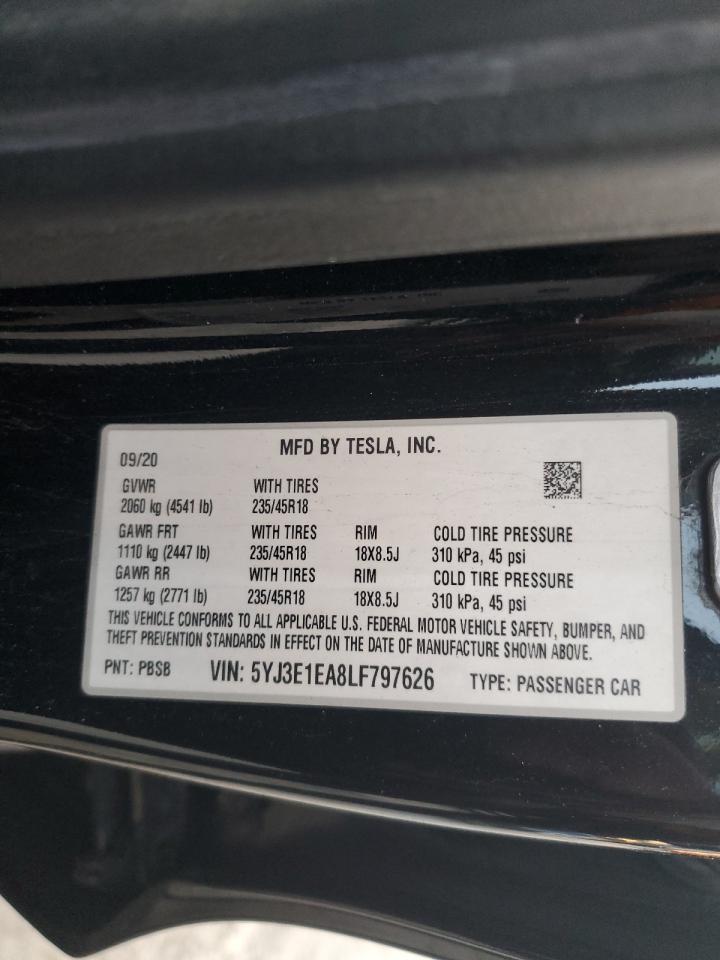 MFD BY TESLA, INC.
09/20
GVWR WITH TIRES
2060 kg (4541 lb) 235/45R18
GAWR FRT WITH TIRES RIM COLD TIRE PRESSURE
1110 kg (2447 lb) 235/45R18 18X8.5J 310 kPa, 45 psi
GAWR RR WITH TIRES RIM COLD TIRE PRESSURE
1257 kg (2771 lb) 235/45R18 18X8.5J 310 kPa, 45 psi
THIS VEHICLE CONFORMS TO ALL APPLICABLE U.S. FEDERAL MOTOR VEHICLE SAFETY, BUMPER, AND
THEFT PREVENTION STANDARDS IN EFFECT ON THE DATE OF MANUFACTURE SHOWN ABOVE.
PNT: PBSB VIN: 5YJ3E1EA8LF797626 TYPE: PASSENGER CAR